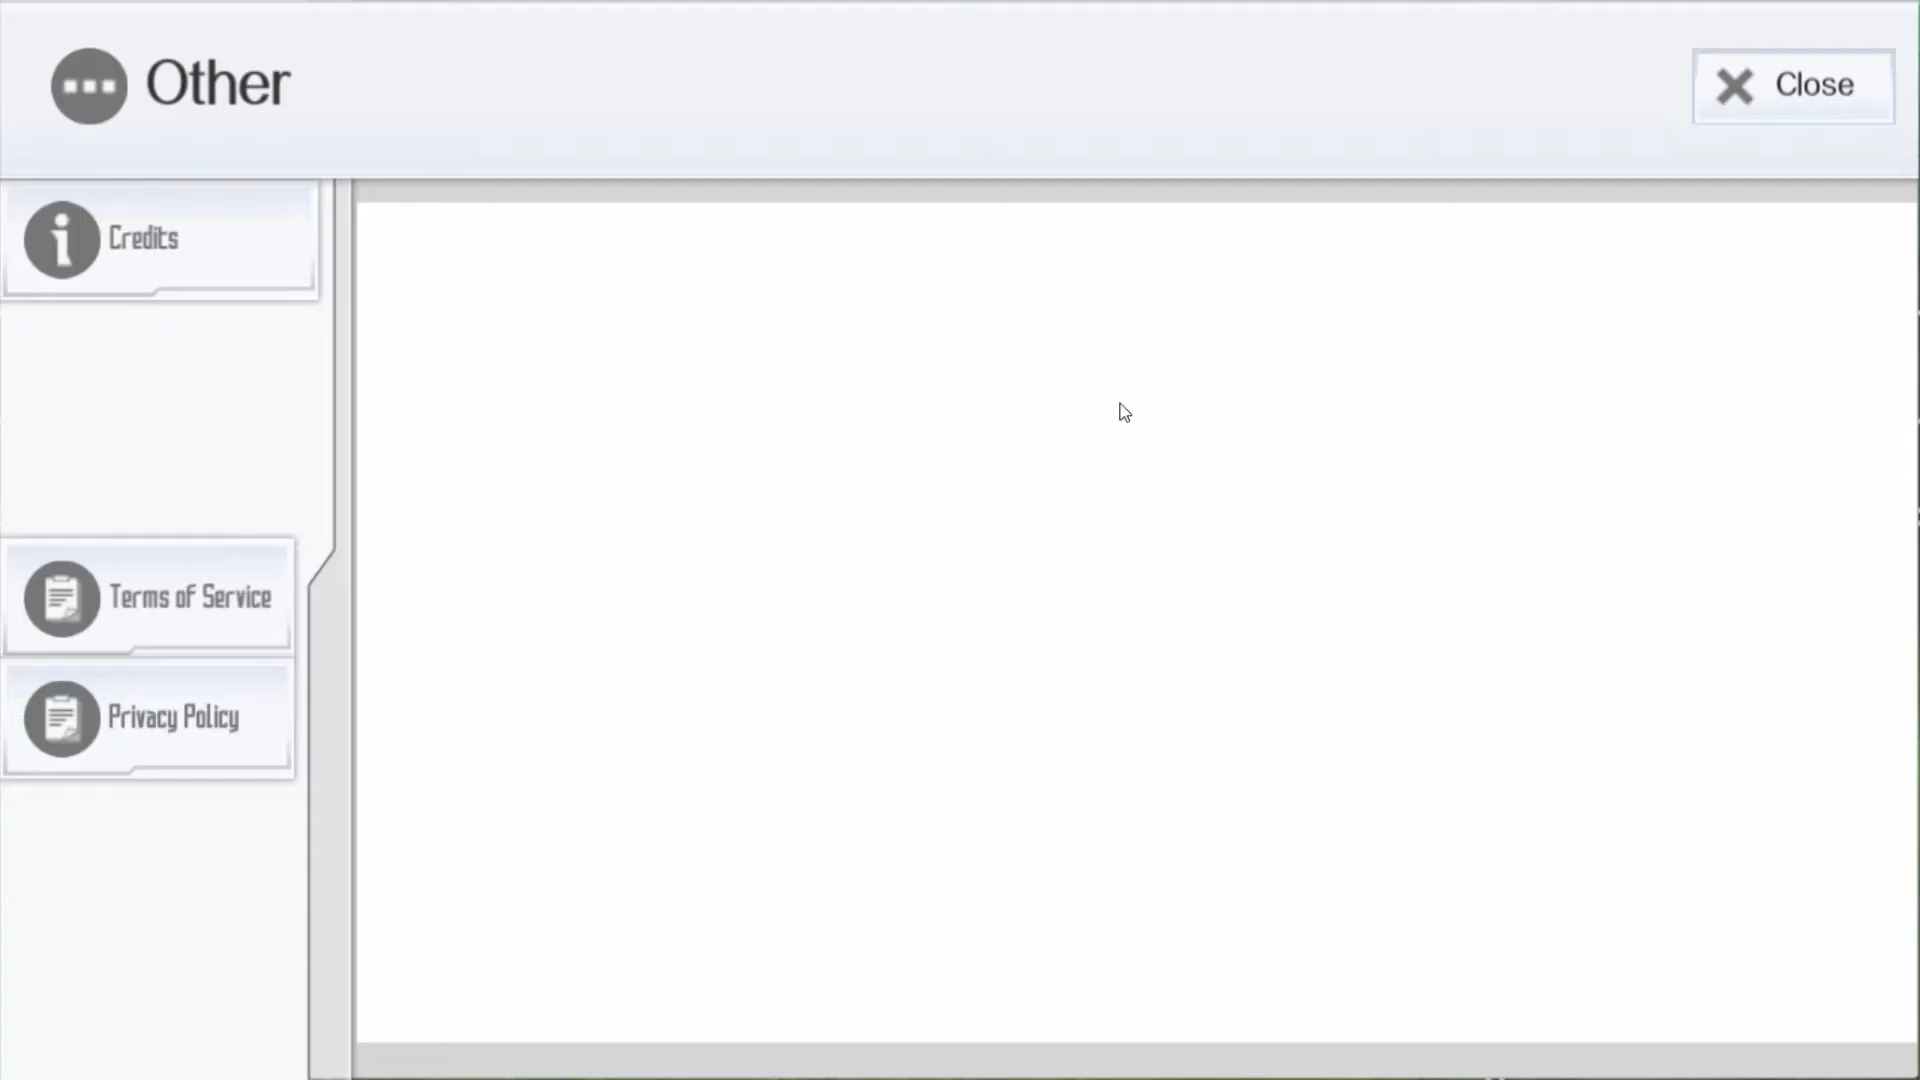 Other
Close
Credits
Terms of Service
Privacy Policy